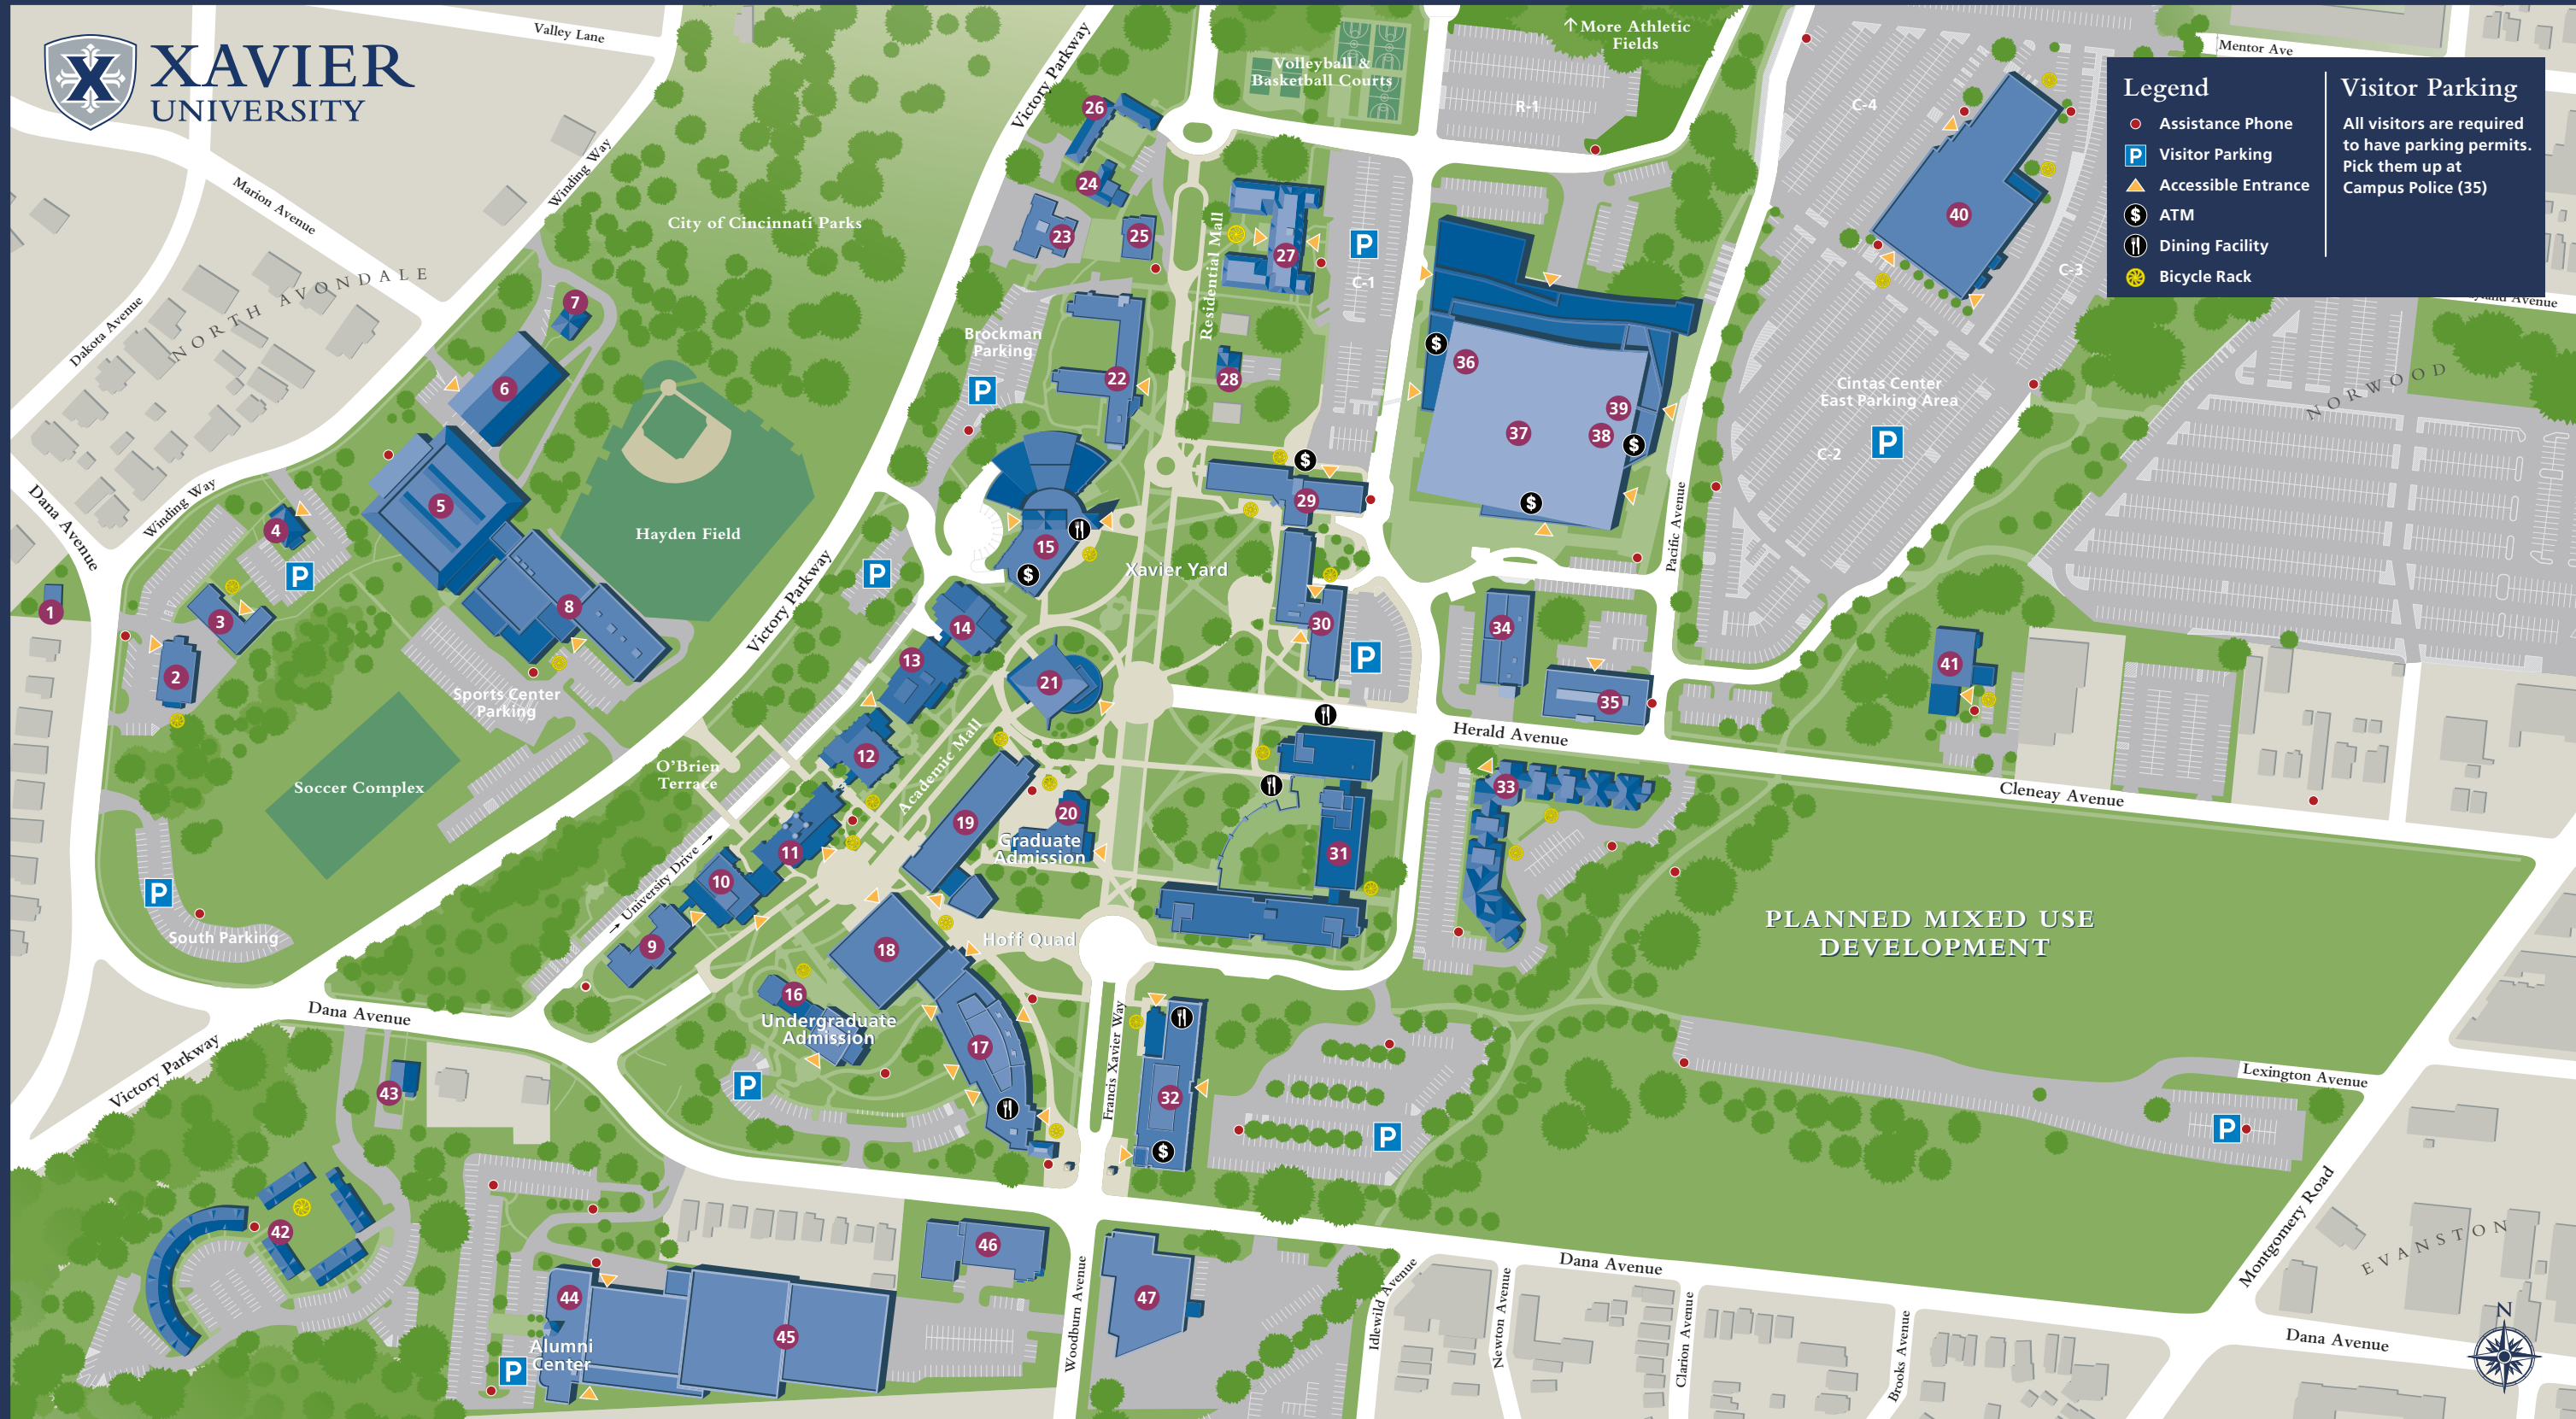 XAVIER
UNIVERSITY
Valley Lane
Winding Way
Marion Avenue
Dakota Avenue
NORTH AVONDALE
Dana Avenue
Winding Way
City of Cincinnati Parks
Victory Parkway
Volleyball &
Basketball Courts
↑ More Athletic
Fields
R-1
C-4
Mentor Ave
Legend
Assistance Phone
P Visitor Parking
Accessible Entrance
$ ATM
Dining Facility
Bicycle Rack
Visitor Parking
All visitors are required
to have parking permits.
Pick them up at
Campus Police (35)
Avenue
26
24
23
25
Residential Mall
27
P
C-1
28
Brockman
Parking
P
22
7
6
5
4
P
3
1
2
8
Hayden Field
Sports Center
Parking
Soccer Complex
P
South Parking
Victory Parkway
P
15
$
Xavier Yard
$
29
30
P
$
36
37
39
38
$
$
Pacific Avenue
40
C-3
Cintas Center
East Parking Area
C-2
P
NORWOOD
34
35
41
14
13
21
12
O'Brien
Terrace
Academic Mall
Herald Avenue
Cleneay Avenue
33
19
20
Graduate
Admission
11
10
9
→ University Drive →
31
18
Hoff Quad
16
Undergraduate
Admission
17
P
Francis Xavier Way
32
$
P
PLANNED MIXED USE
DEVELOPMENT
Lexington Avenue
P
Montgomery Road
EVANSTON
Dana Avenue
Victory Parkway
43
42
44
Alumni
Center
P
45
46
47
Woodburn Avenue
Idlewild Avenue
Newton Avenue
Dana Avenue
Clarion Avenue
Brooks Avenue
Dana Avenue
N